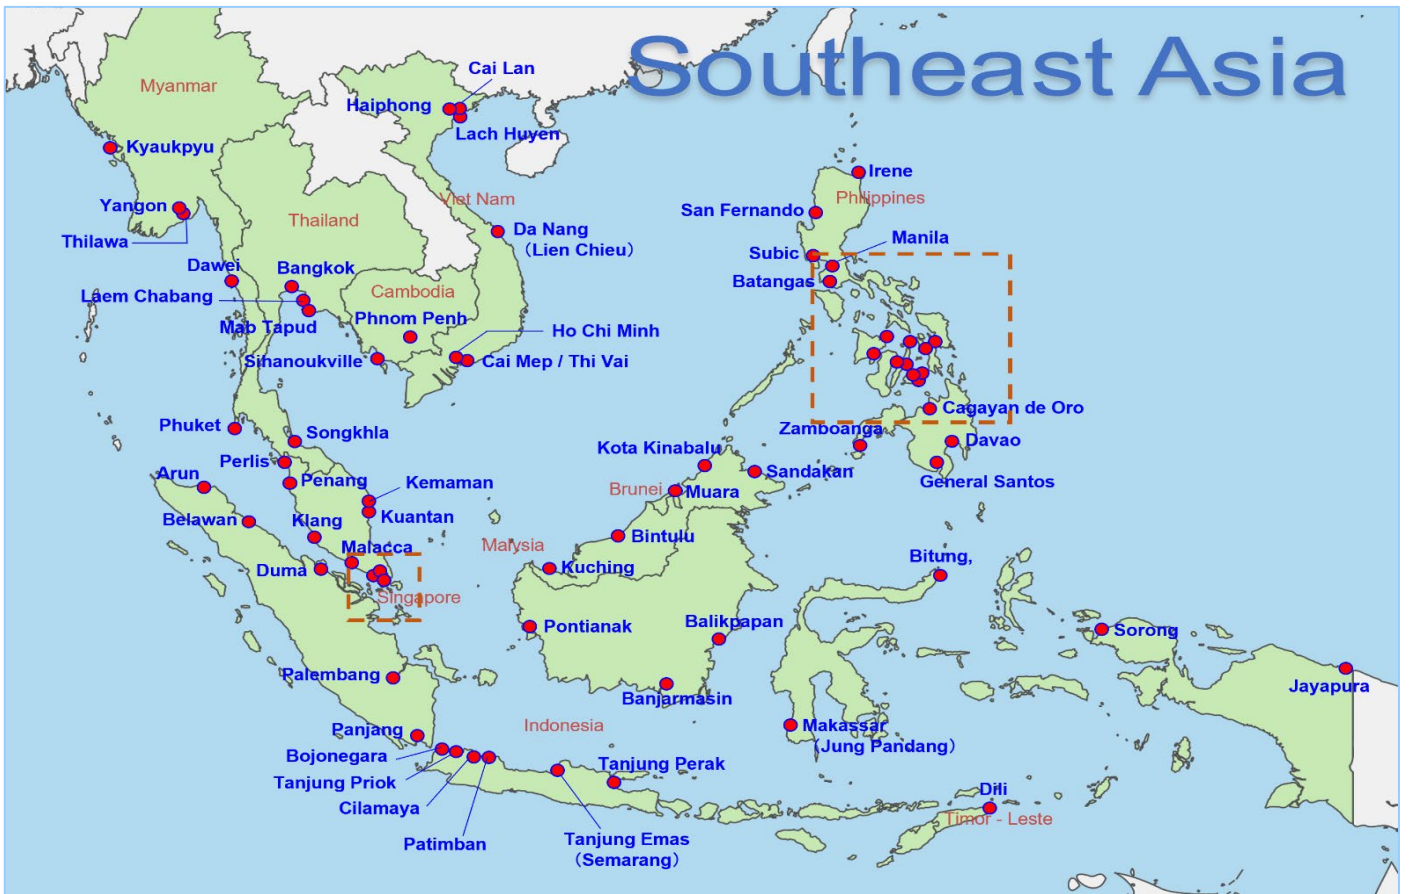 Southeast Asia
Cai Lan
Myanmar
Haiphong
Lach Huyen
Kyaukpyu
Irene
Viet Nam
Philippines
Yangon
Thailand
San Fernando
Thilawa
Da Nang
（Lien Chieu）
Manila
Subic
Dawei
Bangkok
Batangas
Laem Chabang
Cambodia
Mab Tapud
Phnom Penh
Ho Chi Minh
Sihanoukville
Cai Mep / Thi Vai
Cagayan de Oro
Phuket
Songkhla
Zamboanga
Davao
Kota Kinabalu
Perlis
Arun
Penang
Sandakan
Kemaman
General Santos
Brunei
Muara
Belawan
Klang
Kuantan
Bintulu
Malacca
Malysia
Bitung,
Duma
Kuching
Singapore
Pontianak
Balikpapan
Sorong
Palembang
Jayapura
Banjarmasin
Indonesia
Panjang
Makassar
（Jung Pandang）
Bojonegara
Tanjung Perak
Tanjung Priok
Dili
Cilamaya
Timor - Leste
Patimban
Tanjung Emas
（Semarang）